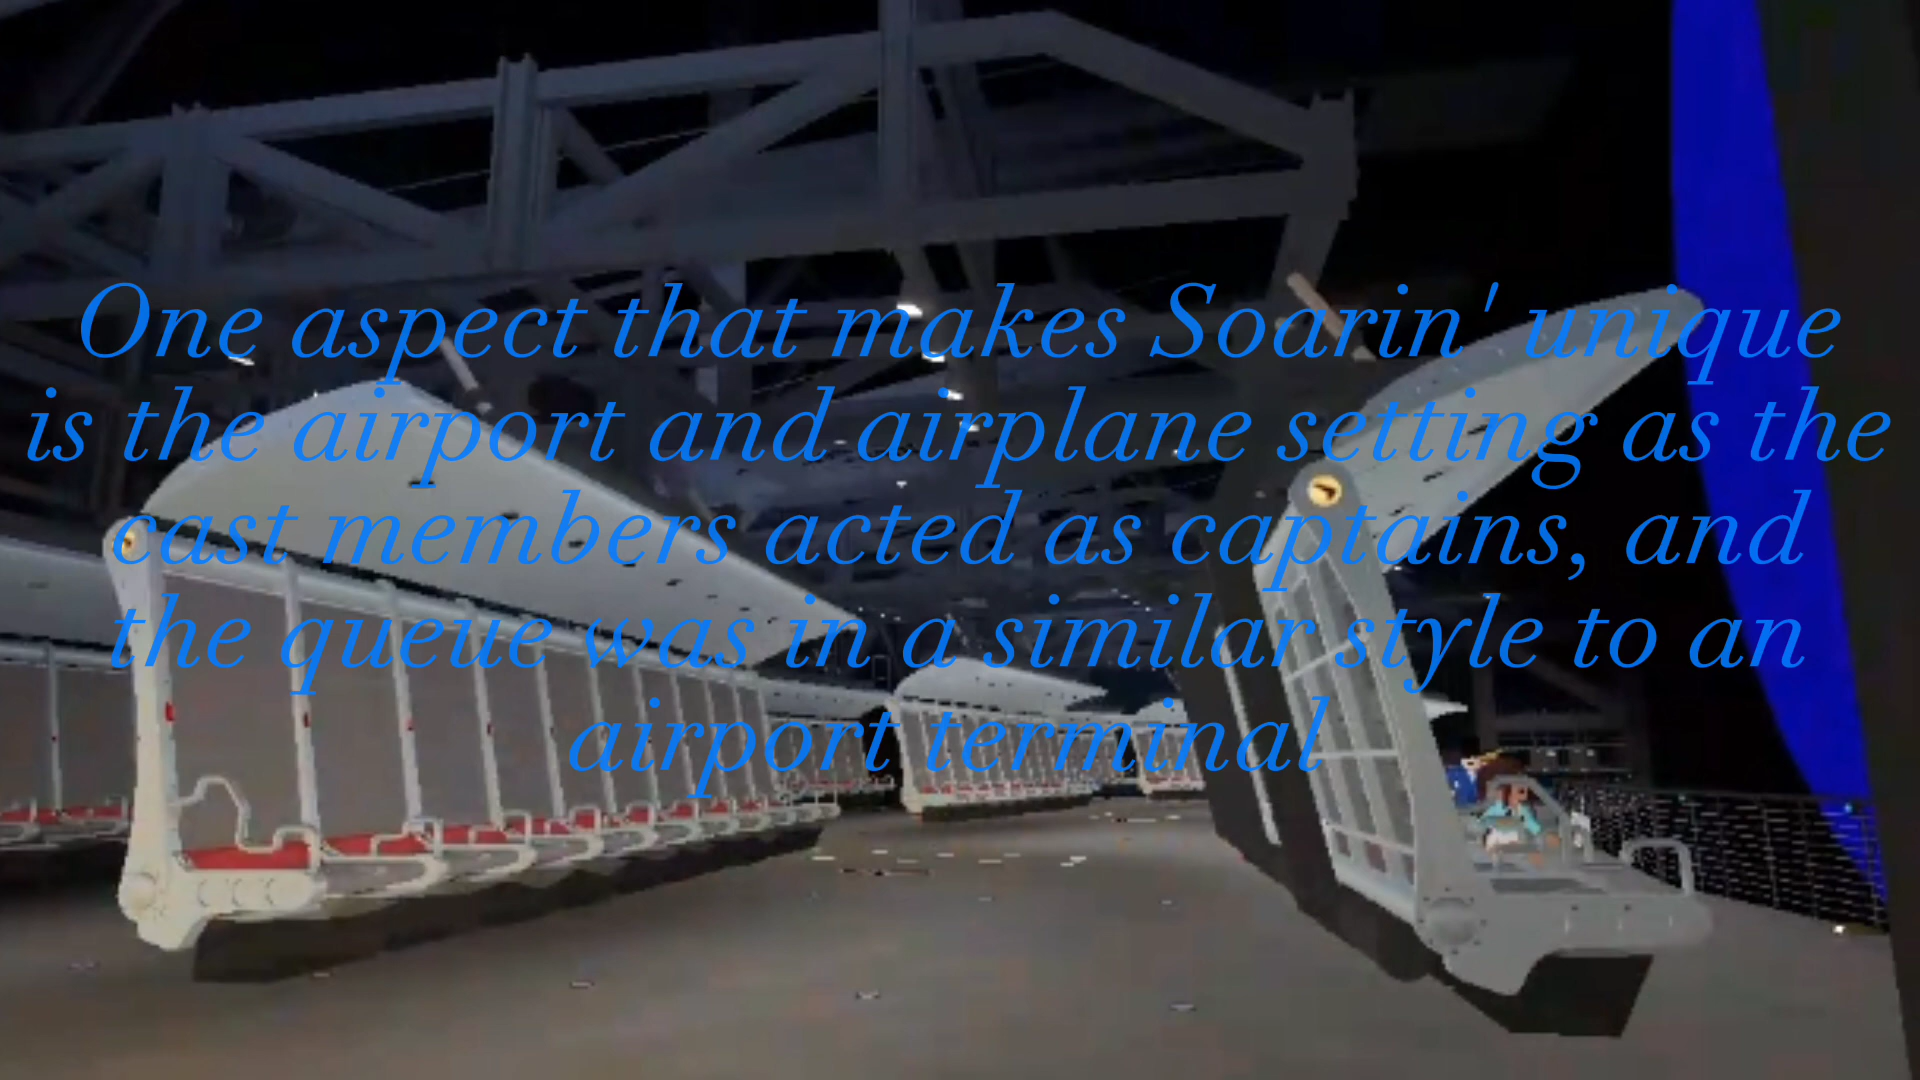 One aspect that makes Soarin' unique
is the airport and airplane setting as the
cast members acted as captains, and
the queue was in a similar style to an
airport terminal